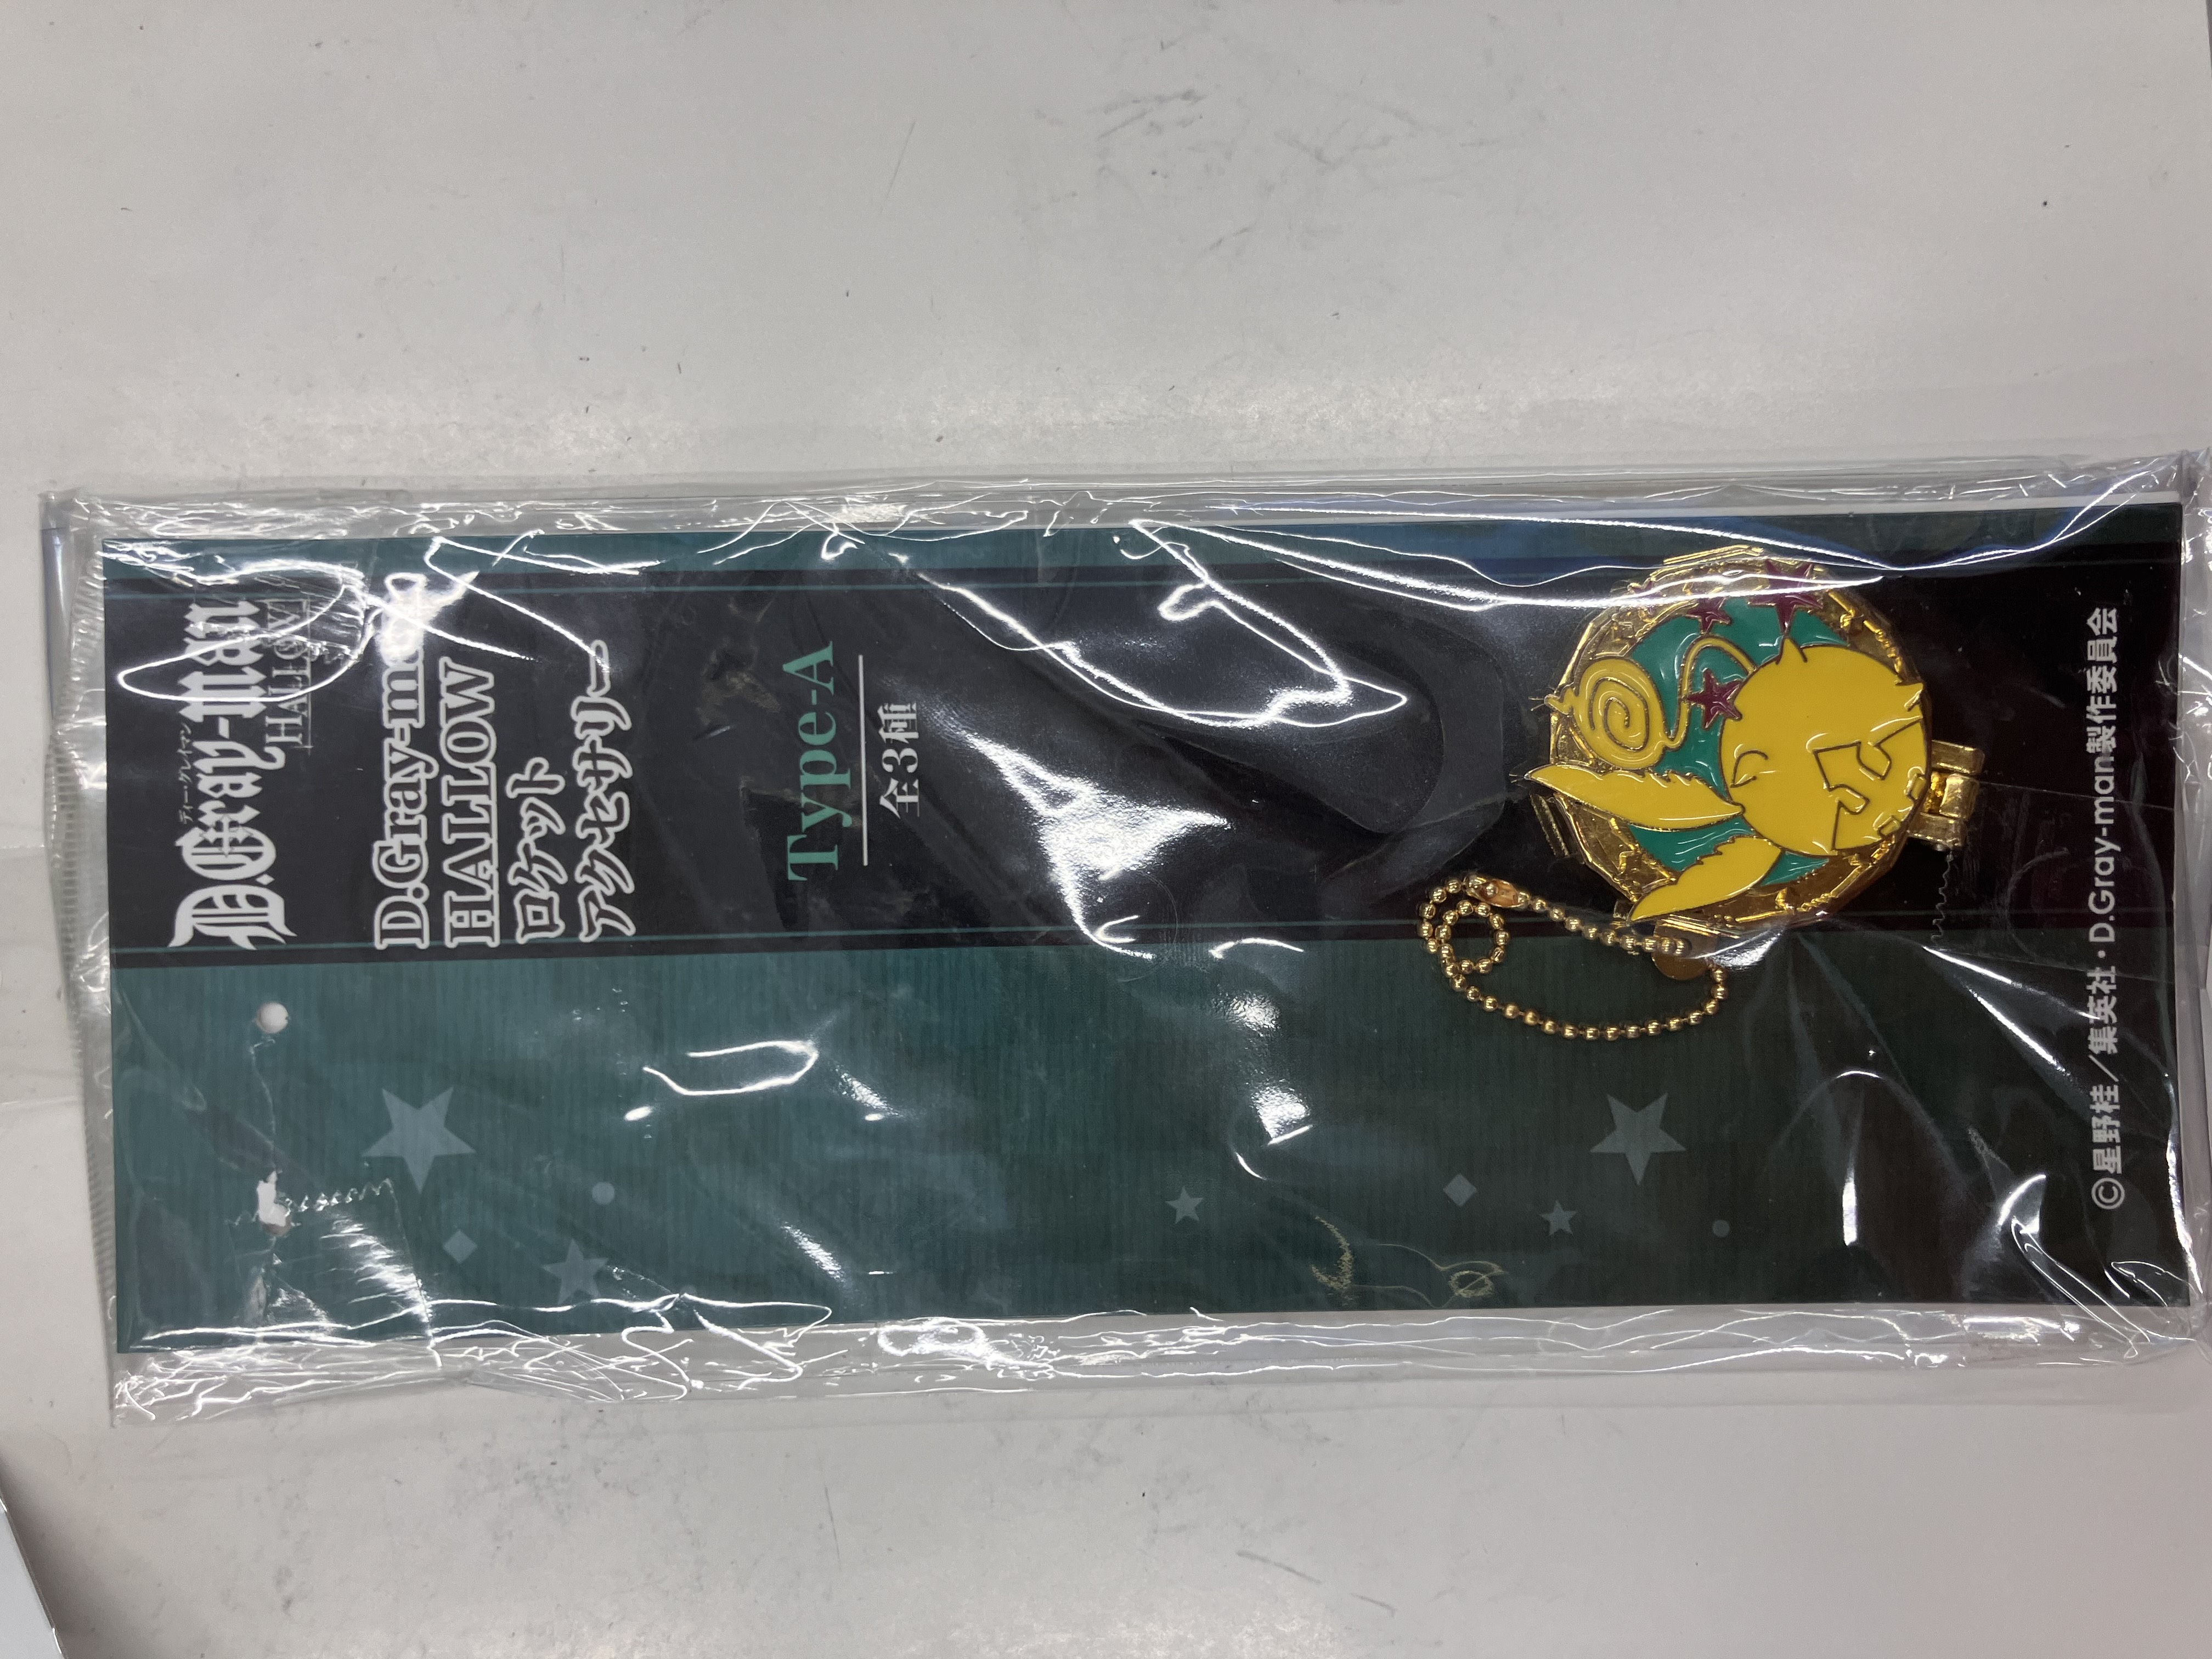 ディー・グレイマン
D.Gray-man
HALLOW
D.Gray-man
HALLOW
ロケット
アクセサリー
Type-A
全3種
©星野桂／集英社・D.Gray-man製作委員会